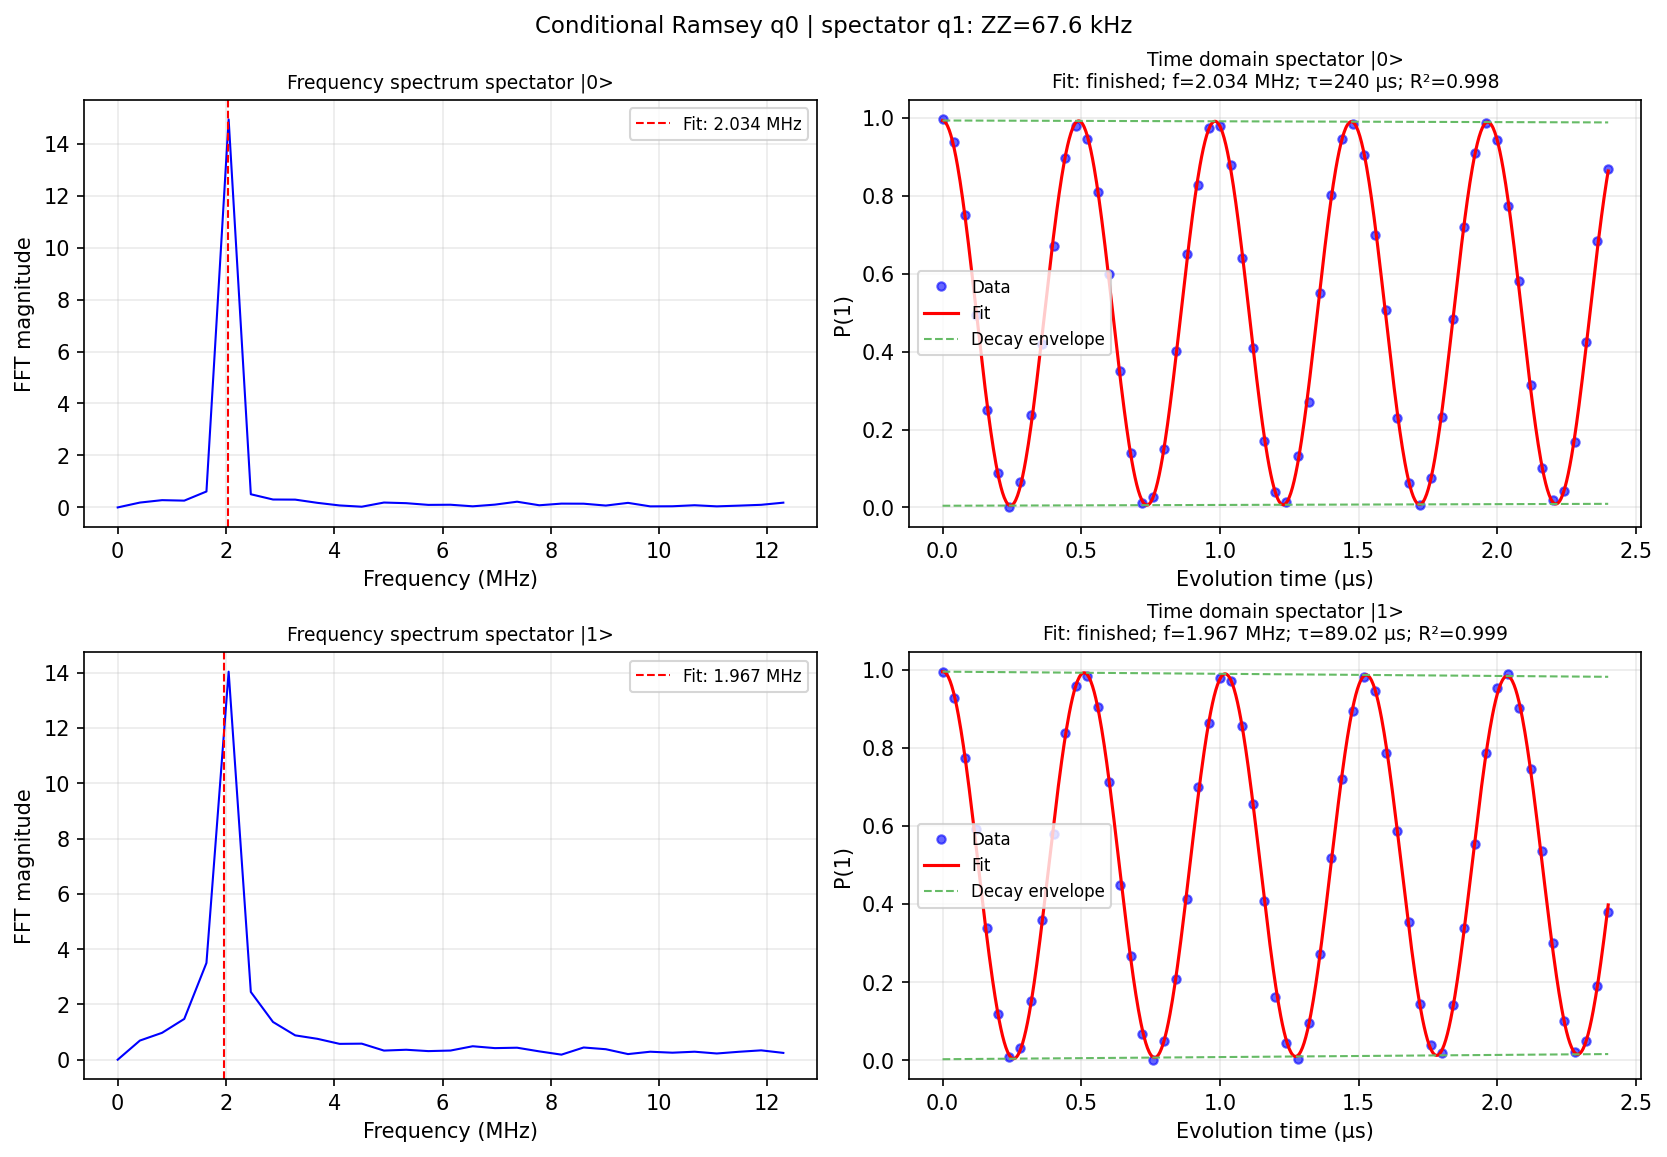 Conditional Ramsey q0 | spectator q1: ZZ=67.6 kHz
Frequency spectrum spectator |0>
Fit: 2.034 MHz
FFT magnitude
14
12
10
8
6
4
2
0
0 2 4 6 8 10 12
Frequency (MHz)
Time domain spectator |0>
Fit: finished; f=2.034 MHz; τ=240 μs; R²=0.998
P(1)
1.0
0.8
0.6
0.4
0.2
0.0
Data
Fit
Decay envelope
0.0 0.5 1.0 1.5 2.0 2.5
Evolution time (μs)
Frequency spectrum spectator |1>
Fit: 1.967 MHz
FFT magnitude
14
12
10
8
6
4
2
0
0 2 4 6 8 10 12
Frequency (MHz)
Time domain spectator |1>
Fit: finished; f=1.967 MHz; τ=89.02 μs; R²=0.999
P(1)
1.0
0.8
0.6
0.4
0.2
0.0
Data
Fit
Decay envelope
0.0 0.5 1.0 1.5 2.0 2.5
Evolution time (μs)